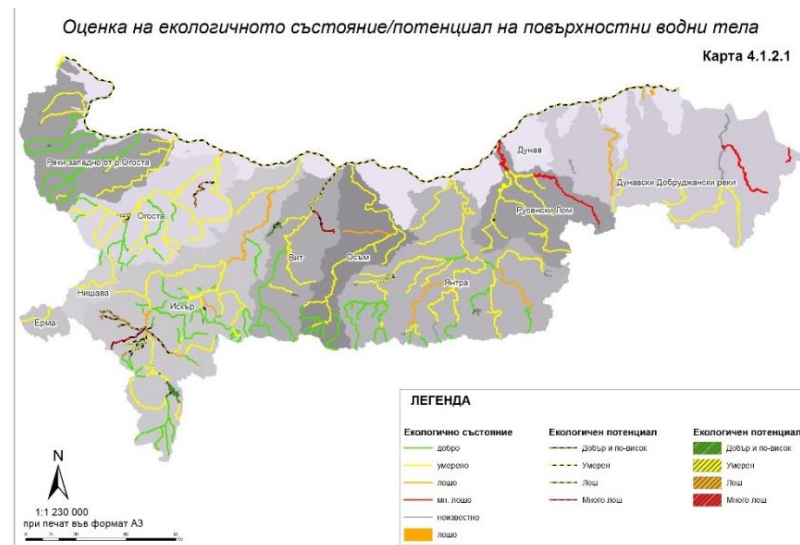 Оценка на екологичното състояние/потенциал на повърхностни водни тела
Карта 4.1.2.1
Реки западно от р.Огоста
Дунав
Дунавски Добруджански реки
Русенски Лом
Огоста
Вит
Осъм
Янтра
Нишава
Искър
Ерма
ЛЕГЕНДА
Екологично състояние
добро
умерено
лошо
мн. лошо
неизвестно
лошо
Екологичен потенциал
Добър и по-висок
Умерен
Лош
Много лош
Екологичен потенциал
Добър и по-висок
Умерен
Лош
Много лош
N
1:1 230 000
при печат във формат А3